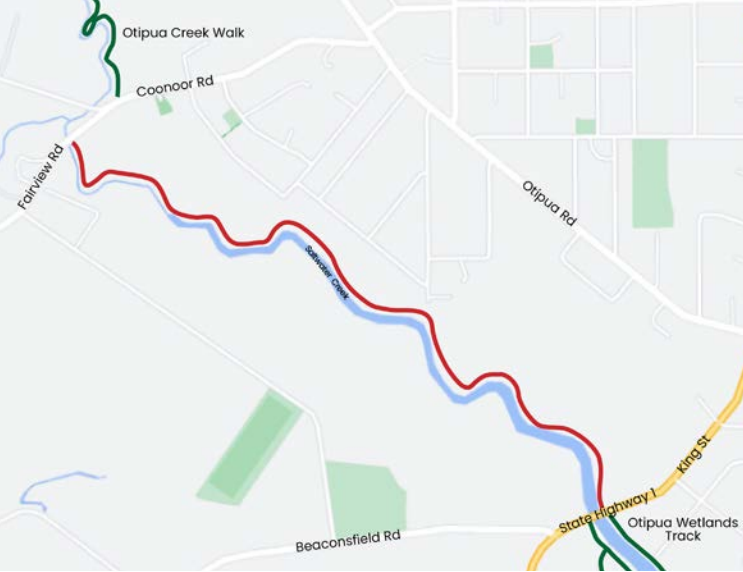 Otipua Creek Walk
Coonoor Rd
Fairview Rd
Otipua Rd
Saltwater Creek
King St
State Highway 1
Otipua Wetlands
Track
Beaconsfield Rd